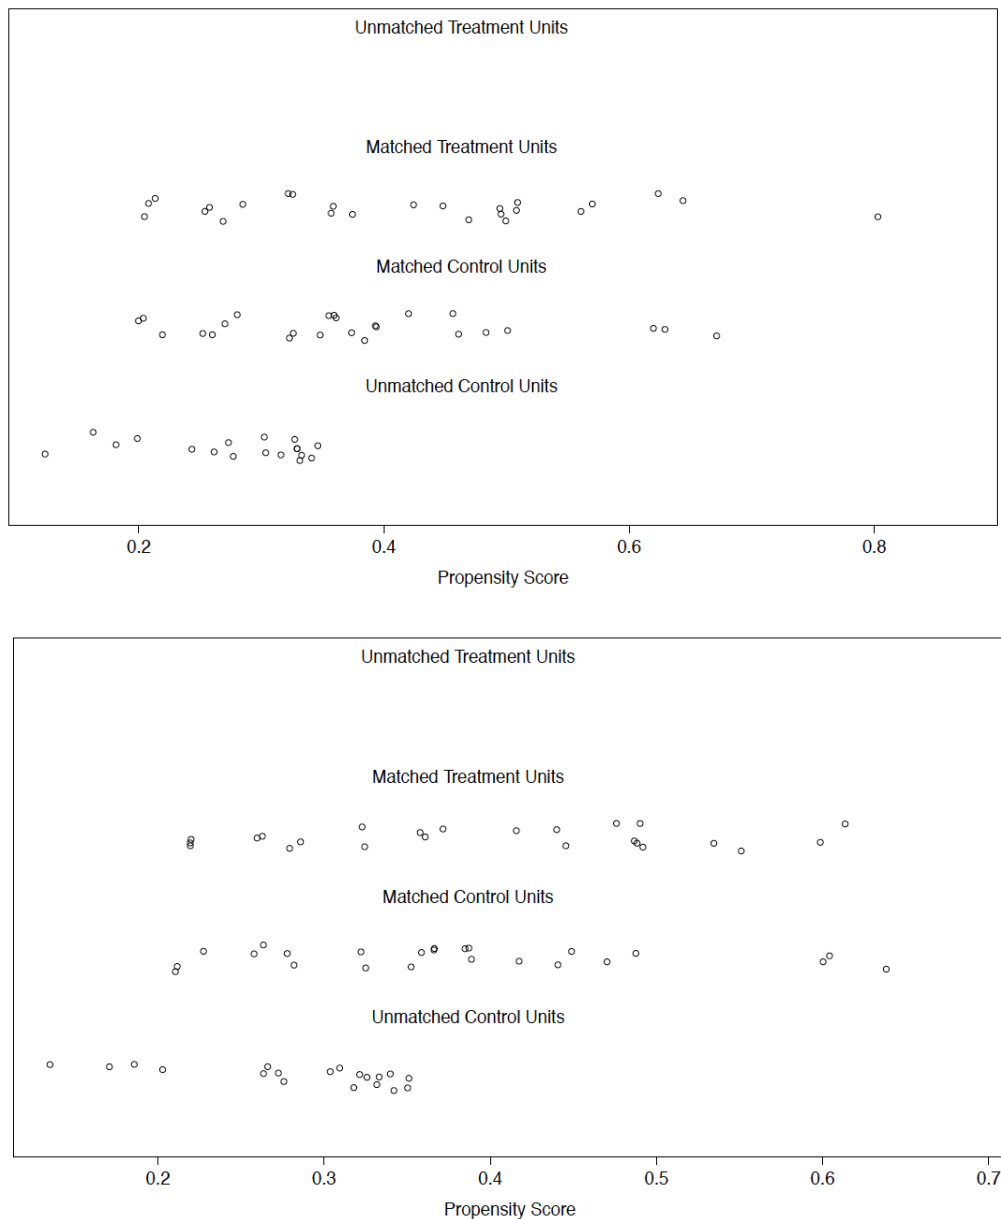 Unmatched Treatment Units
Matched Treatment Units
Matched Control Units
Unmatched Control Units
0.2 0.4 0.6 0.8
Propensity Score
Unmatched Treatment Units
Matched Treatment Units
Matched Control Units
Unmatched Control Units
0.2 0.3 0.4 0.5 0.6 0.7
Propensity Score